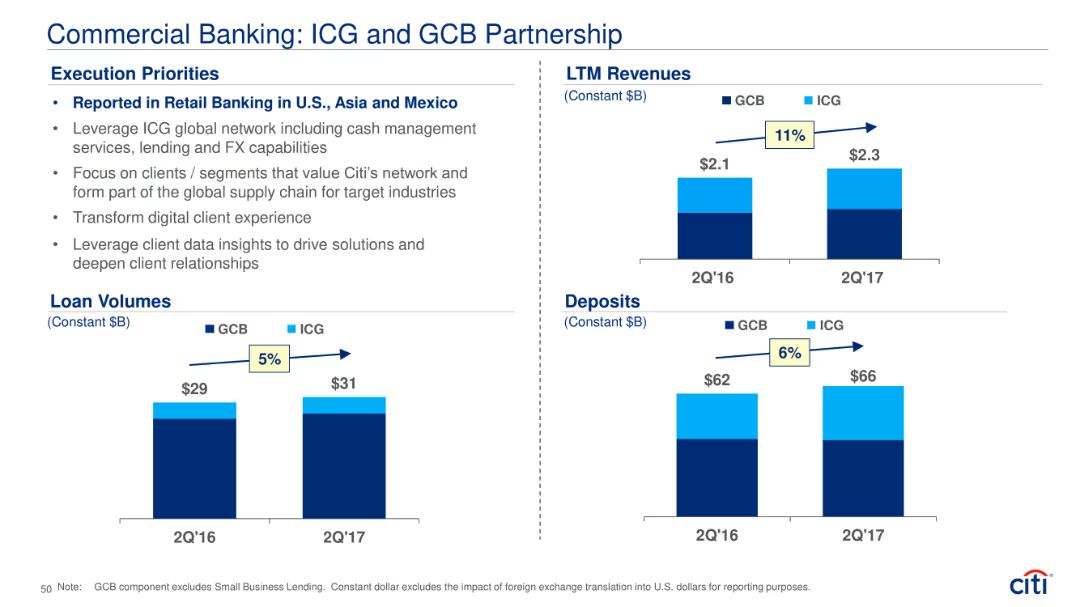 Commercial Banking: ICG and GCB Partnership
Execution Priorities
• Reported in Retail Banking in U.S., Asia and Mexico
• Leverage ICG global network including cash management
services, lending and FX capabilities
• Focus on clients / segments that value Citi's network and
form part of the global supply chain for target industries
• Transform digital client experience
• Leverage client data insights to drive solutions and
deepen client relationships
LTM Revenues
(Constant $B)
GCB ICG
11%
$2.1 $2.3
2Q'16 2Q'17
Loan Volumes
(Constant $B)
GCB ICG
5%
$29 $31
2Q'16 2Q'17
Deposits
(Constant $B)
GCB ICG
6%
$62 $66
2Q'16 2Q'17
50 Note: GCB component excludes Small Business Lending. Constant dollar excludes the impact of foreign exchange translation into U.S. dollars for reporting purposes.
citi